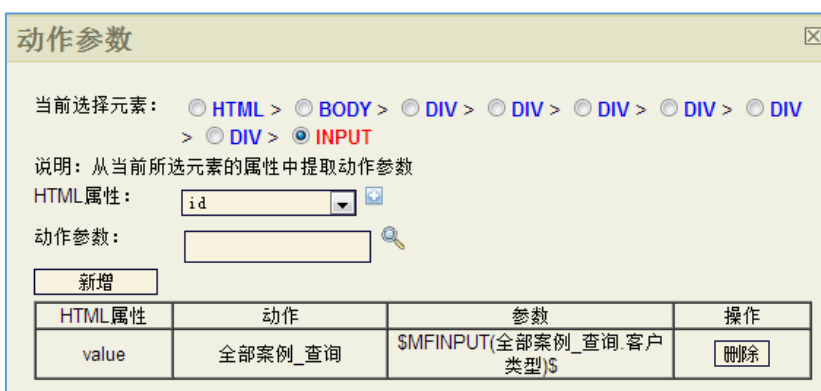 动作参数
当前选择元素： HTML > BODY > DIV > DIV > DIV > DIV > DIV
> DIV > INPUT
说明：从当前所选元素的属性中提取动作参数
HTML属性： id
动作参数：
新增
HTML属性 动作 参数 操作
value 全部案例_查询 $MFINPUT(全部案例_查询.客户
类型)$ 删除